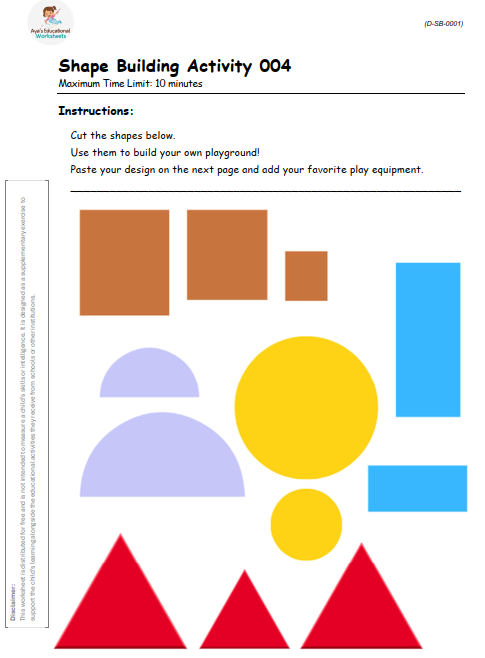 Aya's Educational
Worksheets
(D-SB-0001)
Shape Building Activity 004
Maximum Time Limit: 10 minutes
Instructions:
Cut the shapes below.
Use them to build your own playground!
Paste your design on the next page and add your favorite play equipment.
Disclaimer:
This worksheet is distributed for free and is not intended to measure a child's skills or intelligence. It is designed as a supplementary exercise to
support the child's learning alongside the educational activities they receive from schools or other institutions.